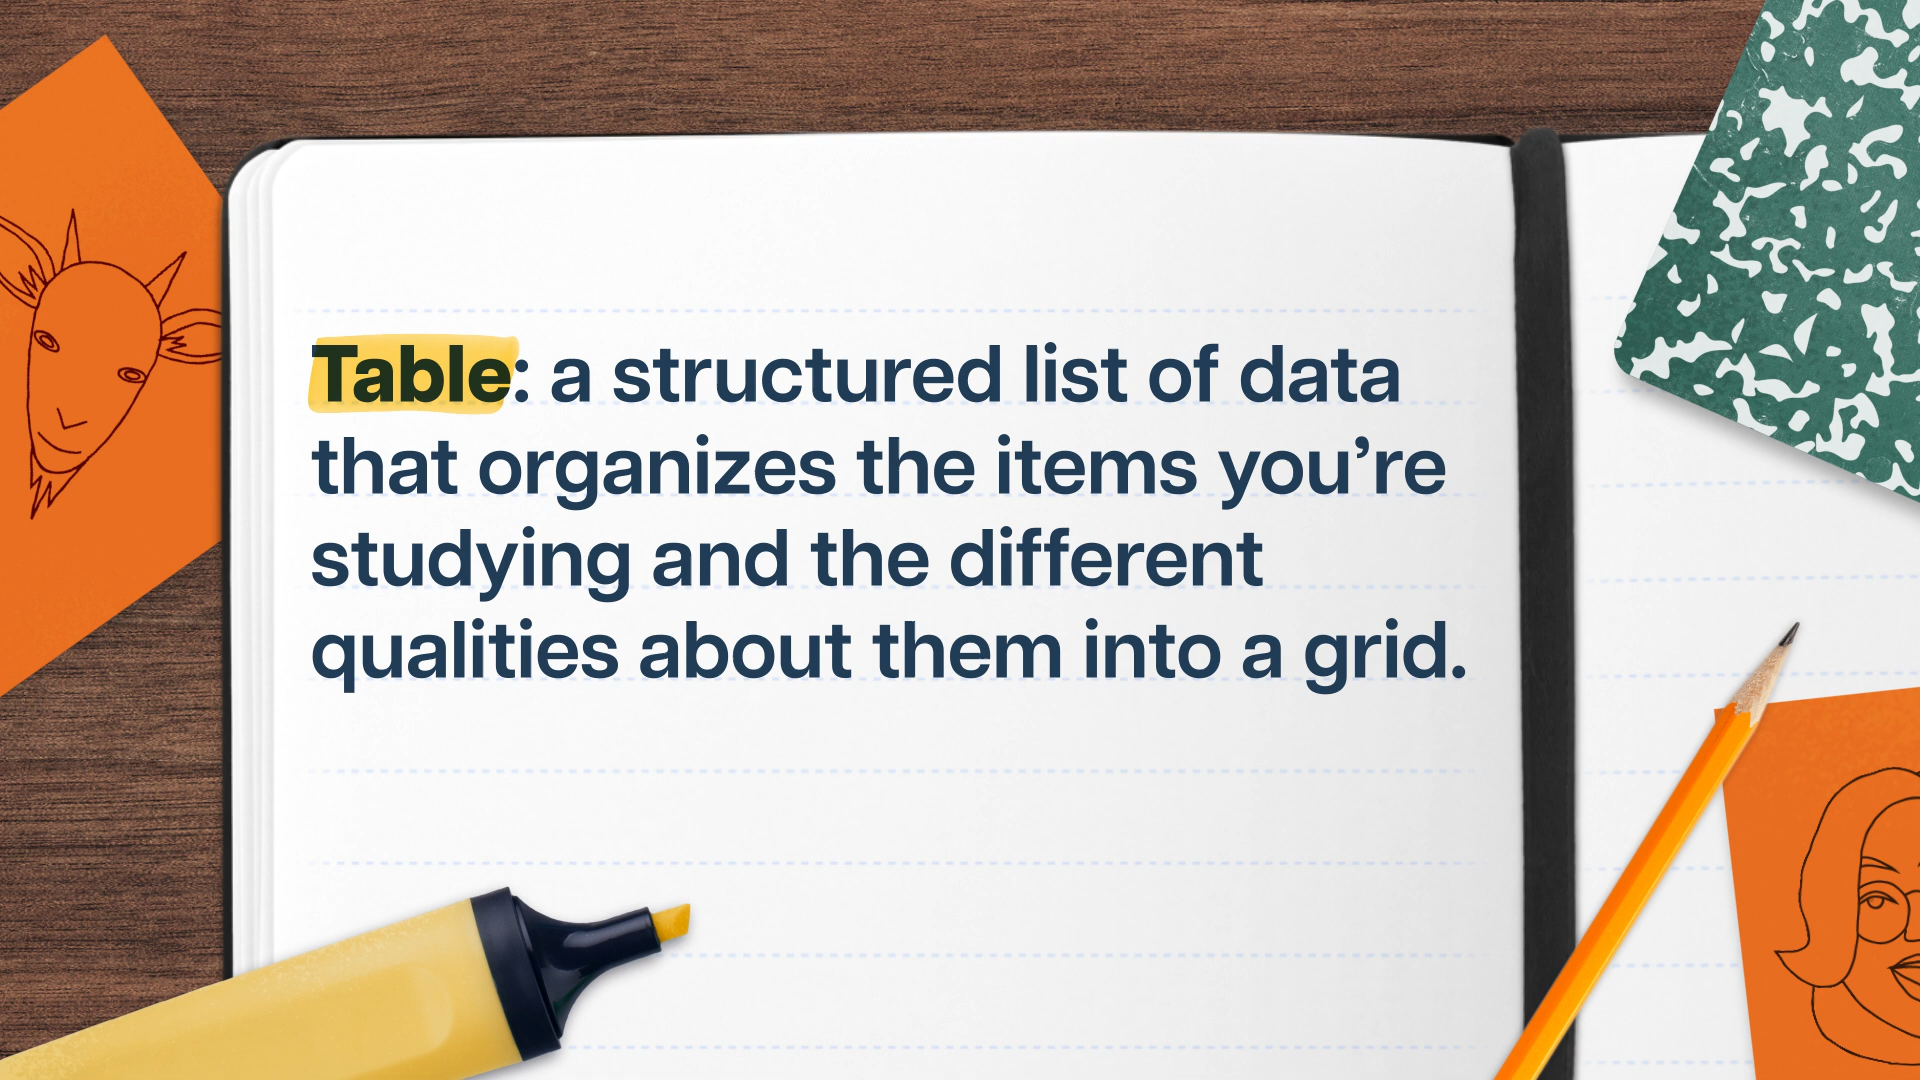 Table: a structured list of data
that organizes the items you’re
studying and the different
qualities about them into a grid.